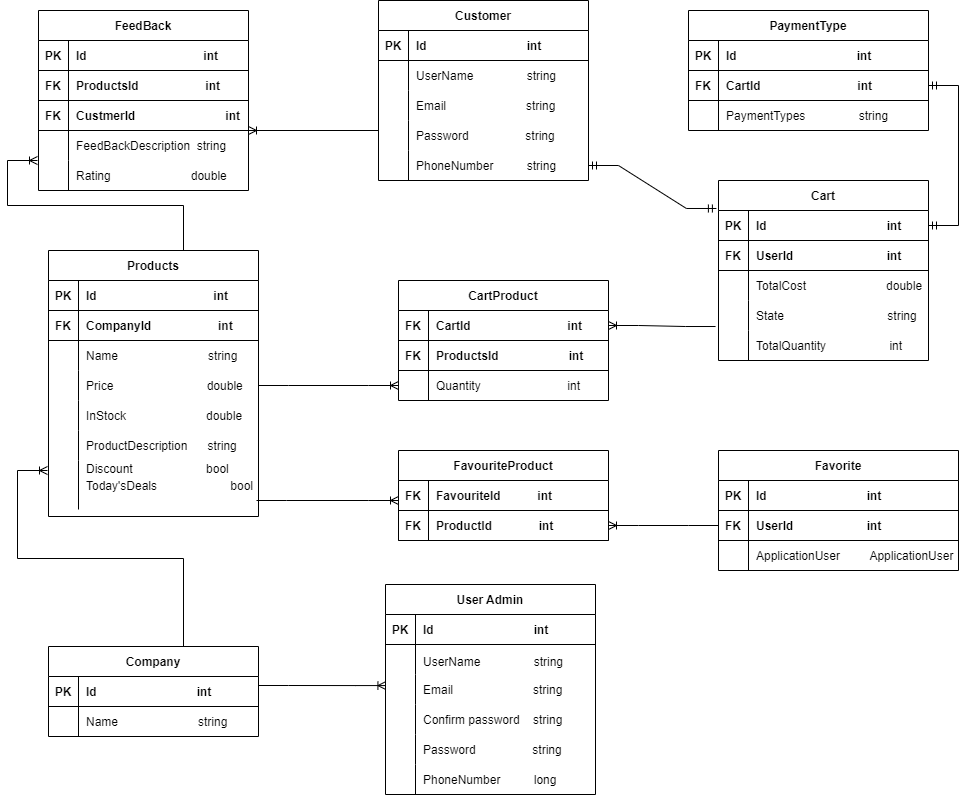 FeedBack
PK Id int
FK ProductsId int
FK CustmerId int
FeedBackDescription string
Rating double
Customer
PK Id int
UserName string
Email string
Password string
PhoneNumber string
PaymentType
PK Id int
FK CartId int
PaymentTypes string
Cart
PK Id int
FK UserId int
TotalCost double
State string
TotalQuantity int
Products
PK Id int
FK CompanyId int
Name string
Price double
InStock double
ProductDescription string
Discount bool
Today'sDeals bool
CartProduct
FK CartId int
FK ProductsId int
Quantity int
FavouriteProduct
FK FavouriteId int
FK ProductId int
Favorite
PK Id int
FK UserId int
ApplicationUser ApplicationUser
User Admin
PK Id int
UserName string
Email string
Confirm password string
Password string
PhoneNumber long
Company
PK Id int
Name string